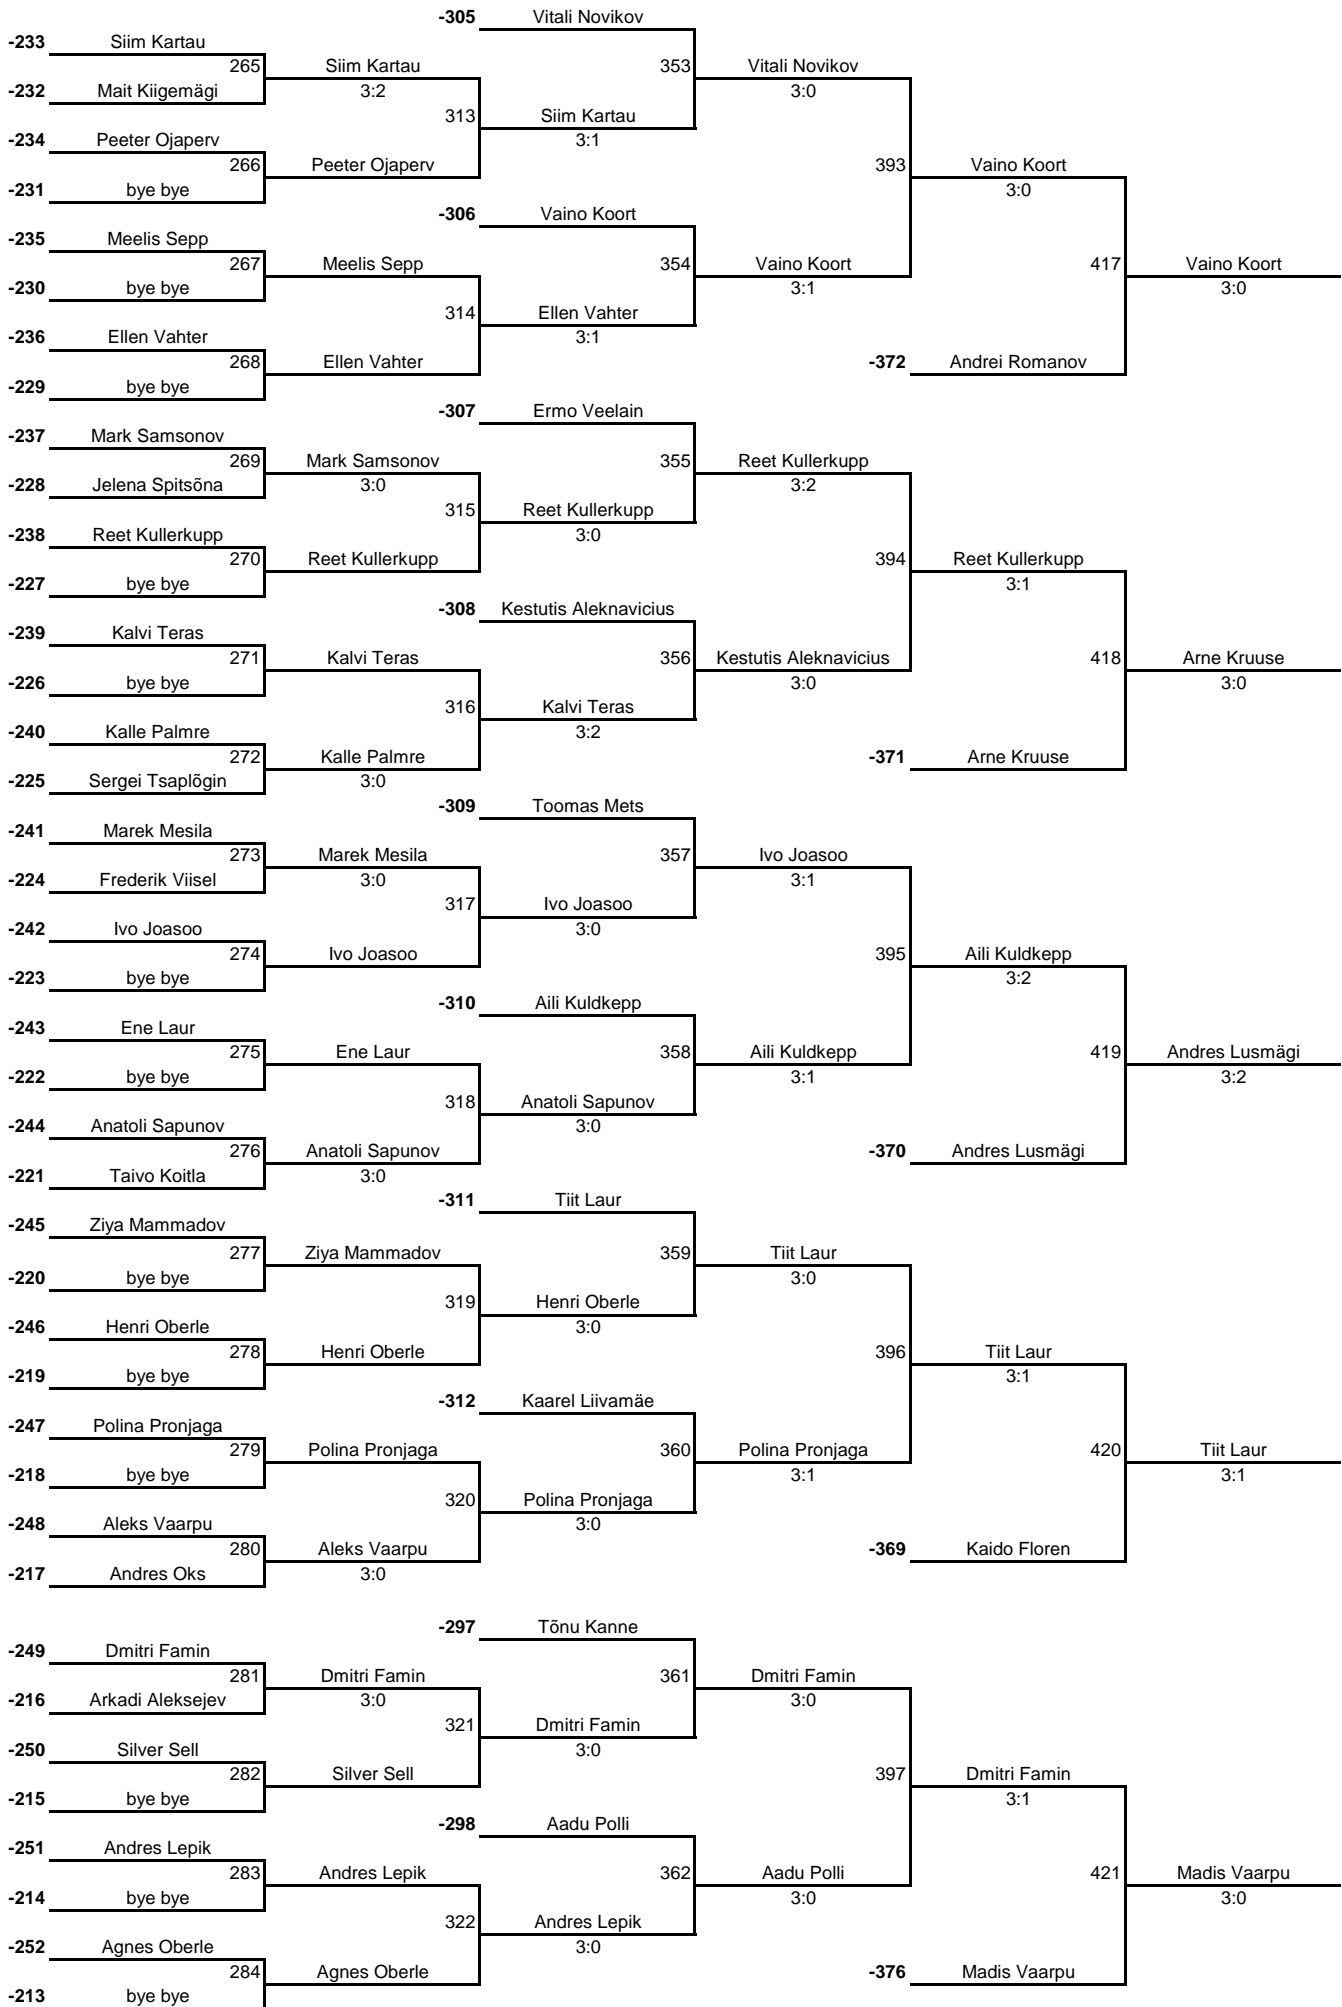 -305 Vitali Novikov
-233 Siim Kartau
265 Siim Kartau 353 Vitali Novikov
-232 Mait Kiigemägi 3:2 3:0
313 Siim Kartau
-234 Peeter Ojaperv 3:1
266 Peeter Ojaperv 393 Vaino Koort
-231 bye bye 3:0
-306 Vaino Koort
-235 Meelis Sepp
267 Meelis Sepp 354 Vaino Koort 417 Vaino Koort
-230 bye bye 3:1 3:0
314 Ellen Vahter
-236 Ellen Vahter 3:1
268 Ellen Vahter -372 Andrei Romanov
-229 bye bye
-307 Ermo Veelain
-237 Mark Samsonov
269 Mark Samsonov 355 Reet Kullerkupp
-228 Jelena Spitsõna 3:0 3:2
315 Reet Kullerkupp
-238 Reet Kullerkupp 3:0
270 Reet Kullerkupp 394 Reet Kullerkupp
-227 bye bye 3:1
-308 Kestutis Aleknavicius
-239 Kalvi Teras
271 Kalvi Teras 356 Kestutis Aleknavicius 418 Arne Kruuse
-226 bye bye 3:0 3:0
316 Kalvi Teras
-240 Kalle Palmre 3:2
272 Kalle Palmre -371 Arne Kruuse
-225 Sergei Tsaplõgin 3:0
-309 Toomas Mets
-241 Marek Mesila
273 Marek Mesila 357 Ivo Joasoo
-224 Frederik Viisel 3:0 3:1
317 Ivo Joasoo
-242 Ivo Joasoo 3:0
274 Ivo Joasoo 395 Aili Kuldkepp
-223 bye bye 3:2
-310 Aili Kuldkepp
-243 Ene Laur
275 Ene Laur 358 Aili Kuldkepp 419 Andres Lusmägi
-222 bye bye 3:1 3:2
318 Anatoli Sapunov
-244 Anatoli Sapunov 3:0
276 Anatoli Sapunov -370 Andres Lusmägi
-221 Taivo Koitla 3:0
-311 Tiit Laur
-245 Ziya Mammadov
277 Ziya Mammadov 359 Tiit Laur
-220 bye bye 3:0
319 Henri Oberle
-246 Henri Oberle 3:0
278 Henri Oberle 396 Tiit Laur
-219 bye bye 3:1
-312 Kaarel Liivamäe
-247 Polina Pronjaga
279 Polina Pronjaga 360 Polina Pronjaga 420 Tiit Laur
-218 bye bye 3:1 3:1
320 Polina Pronjaga
-248 Aleks Vaarpu 3:0
280 Aleks Vaarpu -369 Kaido Floren
-217 Andres Oks 3:0
-297 Tõnu Kanne
-249 Dmitri Famin
281 Dmitri Famin 361 Dmitri Famin
-216 Arkadi Aleksejev 3:0 3:0
321 Dmitri Famin
-250 Silver Sell 3:0
282 Silver Sell 397 Dmitri Famin
-215 bye bye 3:1
-298 Aadu Polli
-251 Andres Lepik
283 Andres Lepik 362 Aadu Polli 421 Madis Vaarpu
-214 bye bye 3:0 3:0
322 Andres Lepik
-252 Agnes Oberle 3:0
284 Agnes Oberle -376 Madis Vaarpu
-213 bye bye